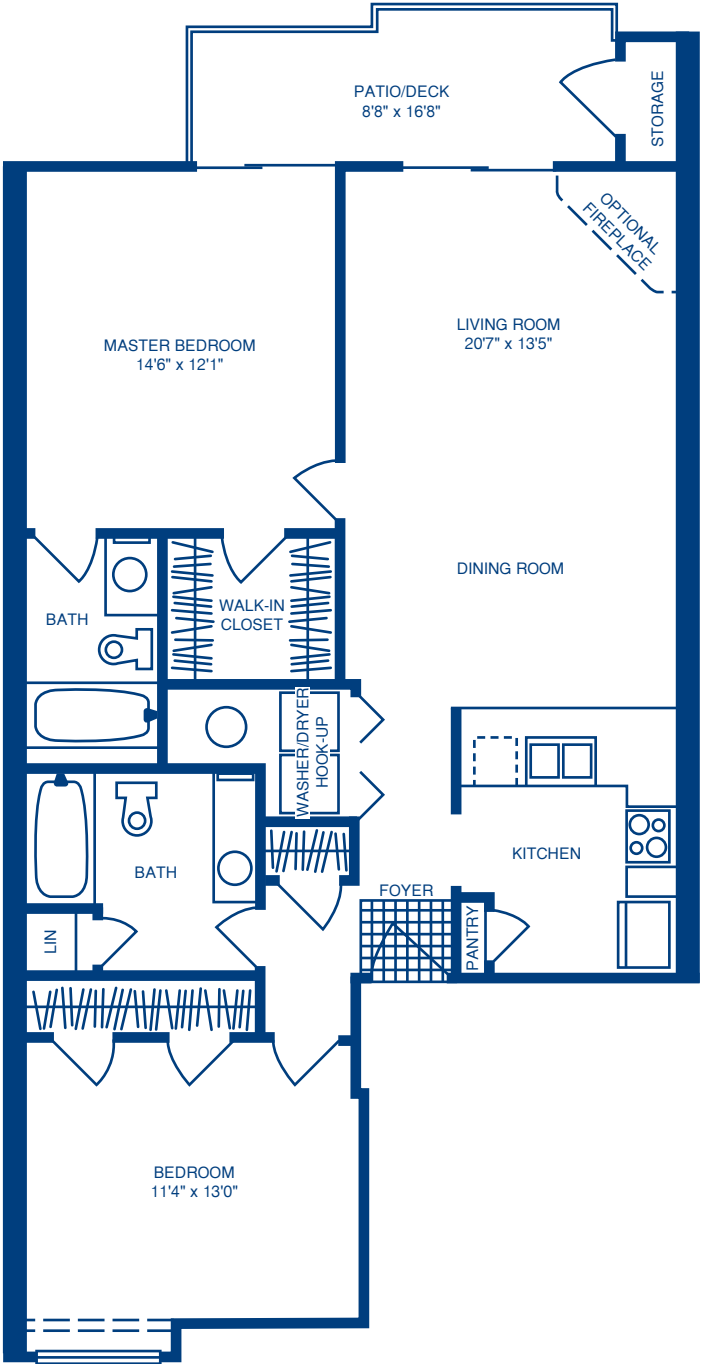 PATIO/DECK
8'8" x 16'8"
STORAGE
OPTIONAL
FIREPLACE
LIVING ROOM
20'7" x 13'5"
MASTER BEDROOM
14'6" x 12'1"
DINING ROOM
BATH
WALK-IN
CLOSET
WASHER/DRYER
HOOK-UP
KITCHEN
BATH
FOYER
PANTRY
LIN
BEDROOM
11'4" x 13'0"